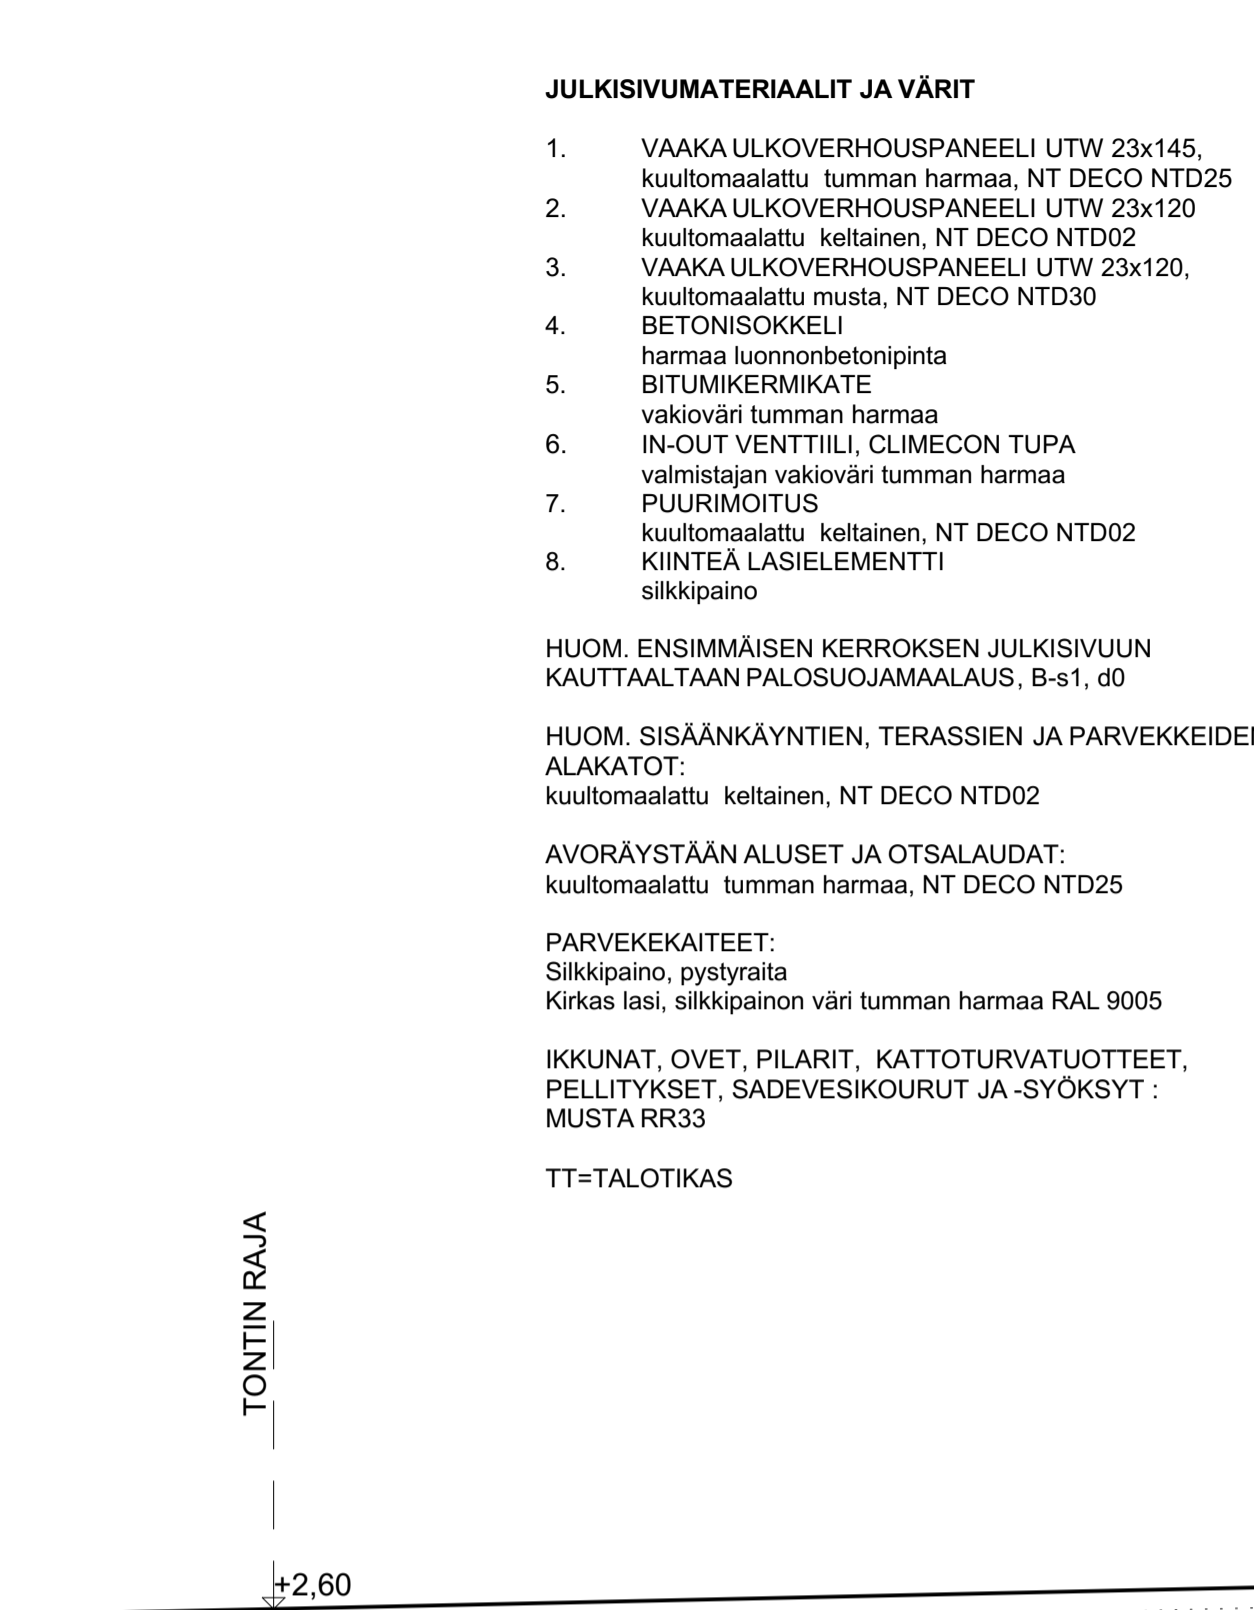 JULKISIVUMATERIAALIT JA VÄRIT
1. VAAKA ULKOVERHOUSPANEELI UTW 23x145,
kuultomaalattu tumman harmaa, NT DECO NTD25
2. VAAKA ULKOVERHOUSPANEELI UTW 23x120
kuultomaalattu keltainen, NT DECO NTD02
3. VAAKA ULKOVERHOUSPANEELI UTW 23x120,
kuultomaalattu musta, NT DECO NTD30
4. BETONISOKKELI
harmaa luonnonbetonipinta
5. BITUMIKERMIKATE
vakioväri tumman harmaa
6. IN-OUT VENTTIILI, CLIMECON TUPA
valmistajan vakioväri tumman harmaa
7. PUURIMOITUS
kuultomaalattu keltainen, NT DECO NTD02
8. KIINTEÄ LASIELEMENTTI
silkkipaino
HUOM. ENSIMMÄISEN KERROKSEN JULKISIVUUN
KAUTTAALTAAN PALOSUOJAMAALAUS, B-s1, d0
HUOM. SISÄÄNKÄYNTIEN, TERASSIEN JA PARVEKKEIDEN
ALAKATOT:
kuultomaalattu keltainen, NT DECO NTD02
AVORÄYSTÄÄN ALUSET JA OTSALAUDAT:
kuultomaalattu tumman harmaa, NT DECO NTD25
PARVEKEKAITEET:
Silkkipaino, pystyraita
Kirkas lasi, silkkipainon väri tumman harmaa RAL 9005
IKKUNAT, OVET, PILARIT, KATTOTURVATUOTTEET,
PELLITYKSET, SADEVESIKOURUT JA -SYÖKSYT :
MUSTA RR33
TT=TALOTIKAS
TONTIN RAJA
+2,60